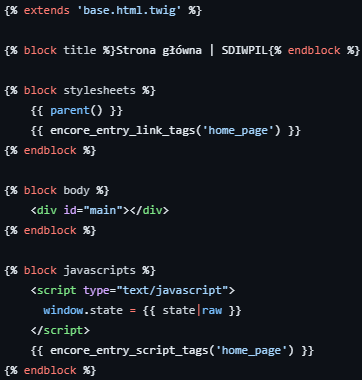 {% extends 'base.html.twig' %}
{% block title %}Strona główna | SDIWPIL{% endblock %}
{% block stylesheets %}
{{ parent() }}
{{ encore_entry_link_tags('home_page') }}
{% endblock %}
{% block body %}
<div id="main"></div>
{% endblock %}
{% block javascripts %}
<script type="text/javascript">
window.state = {{ state|raw }}
</script>
{{ encore_entry_script_tags('home_page') }}
{% endblock %}